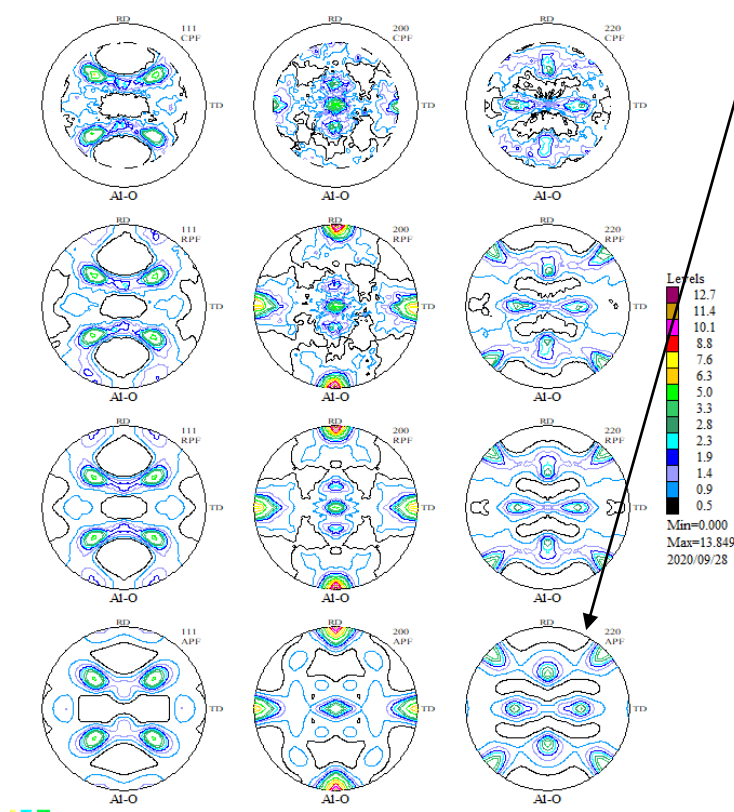 RD 111 CPF
TD
Al-O
RD 200 CPF
TD
Al-O
RD 220 CPF
TD
Al-O
RD 111 RPF
TD
Al-O
RD 200 RPF
TD
Al-O
RD 220 RPF
TD
Al-O
Levels
12.7
11.4
10.1
8.8
7.6
6.3
5.0
3.3
2.8
2.3
1.9
1.4
0.9
0.5
Min=0.000
Max=13.849
2020/09/28
RD 111 RPF
TD
Al-O
RD 200 RPF
TD
Al-O
RD 220 RPF
TD
Al-O
RD 111 APF
TD
Al-O
RD 200 APF
TD
Al-O
RD 220 APF
TD
Al-O